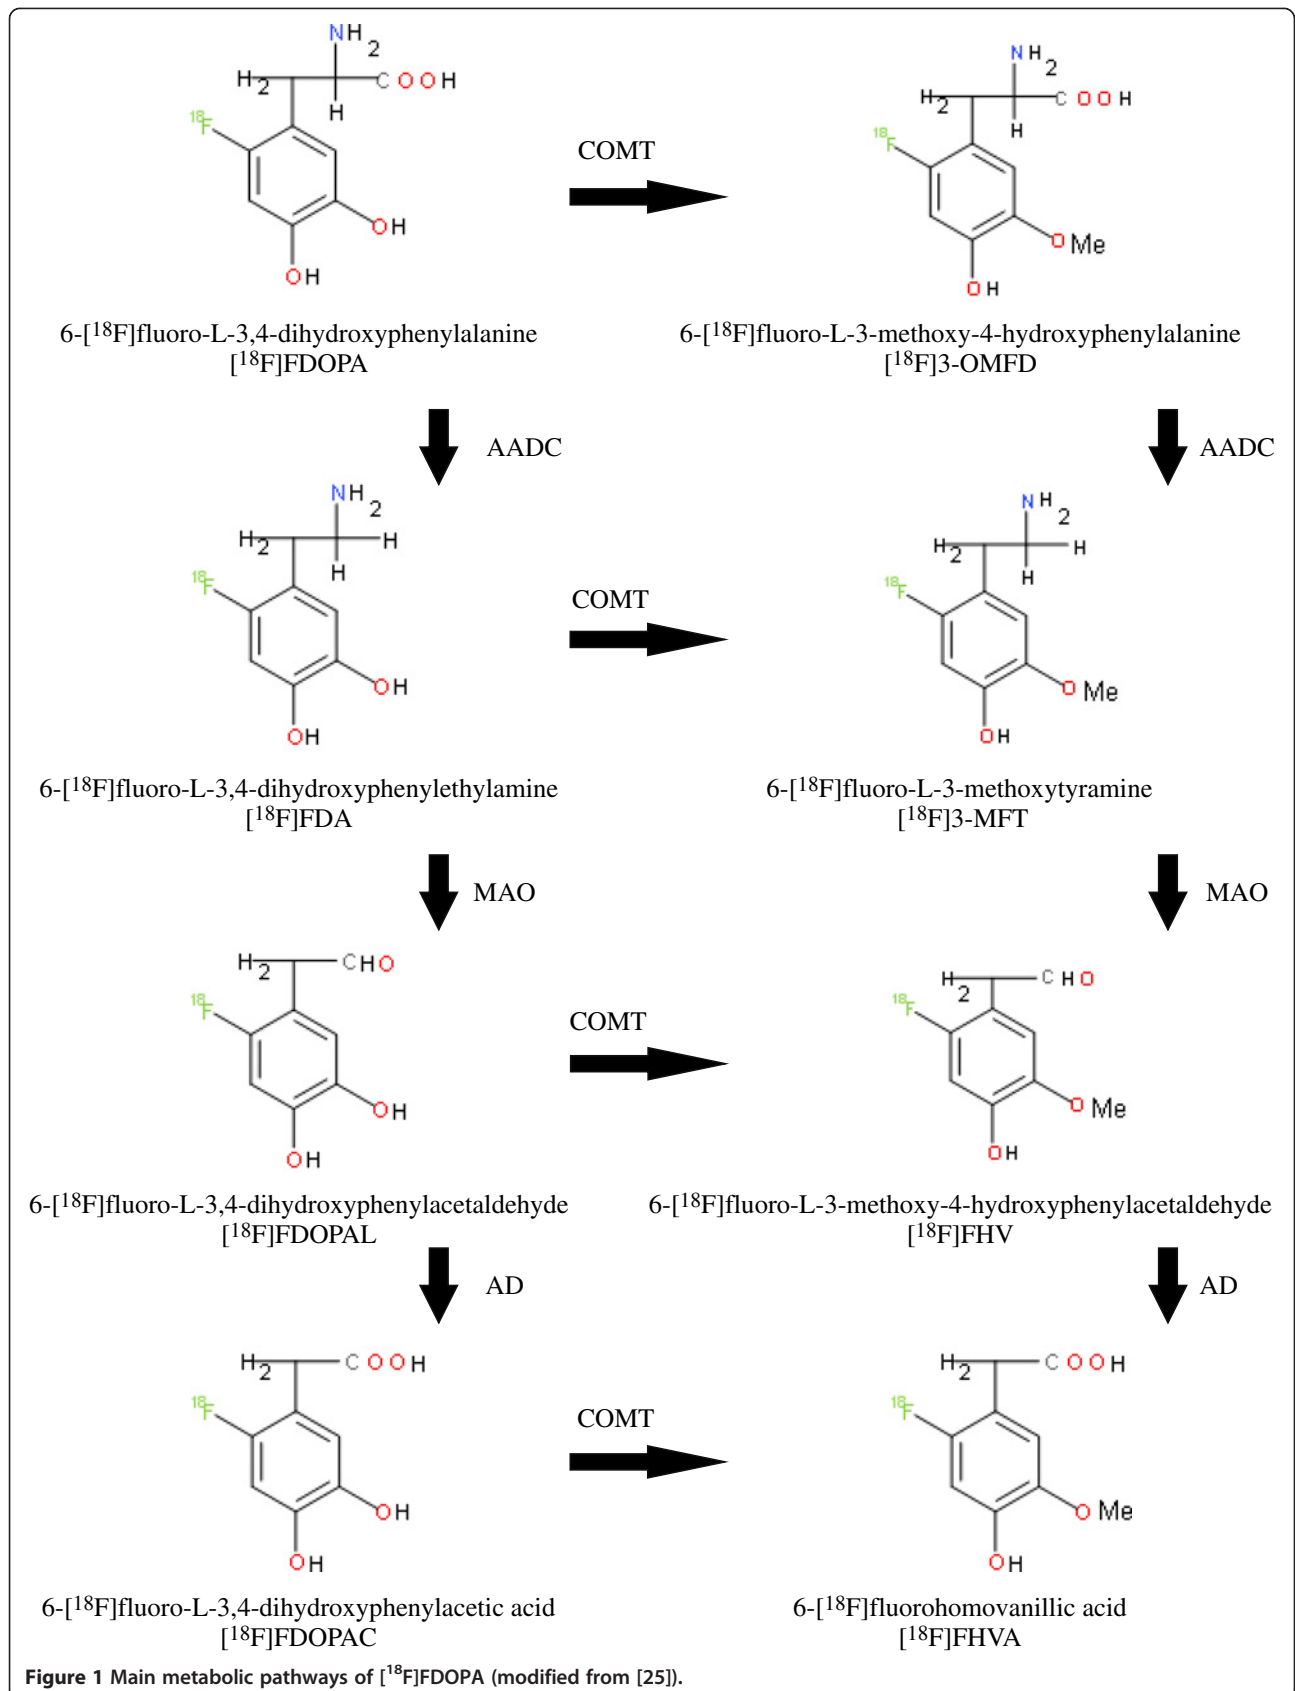 NH2
H2 COOH
H
18F
OH
OH
6-[18F]fluoro-L-3,4-dihydroxyphenylalanine
[18F]FDOPA
COMT
NH2
H2 COOH
H
18F
O Me
OH
6-[18F]fluoro-L-3-methoxy-4-hydroxyphenylalanine
[18F]3-OMFD
AADC
AADC
NH2
H2 H
H
18F
OH
OH
6-[18F]fluoro-L-3,4-dihydroxyphenylethylamine
[18F]FDA
COMT
NH2
H2 H
H
18F
O Me
OH
6-[18F]fluoro-L-3-methoxytyramine
[18F]3-MFT
MAO
MAO
H2 CHO
18F
OH
OH
6-[18F]fluoro-L-3,4-dihydroxyphenylacetaldehyde
[18F]FDOPAL
COMT
H2 CHO
18F
O Me
OH
6-[18F]fluoro-L-3-methoxy-4-hydroxyphenylacetaldehyde
[18F]FHV
AD
AD
H2 COOH
18F
OH
OH
6-[18F]fluoro-L-3,4-dihydroxyphenylacetic acid
[18F]FDOPAC
COMT
H2 COOH
18F
O Me
OH
6-[18F]fluorohomovanillic acid
[18F]FHVA
Figure 1 Main metabolic pathways of [18F]FDOPA (modified from [25]).